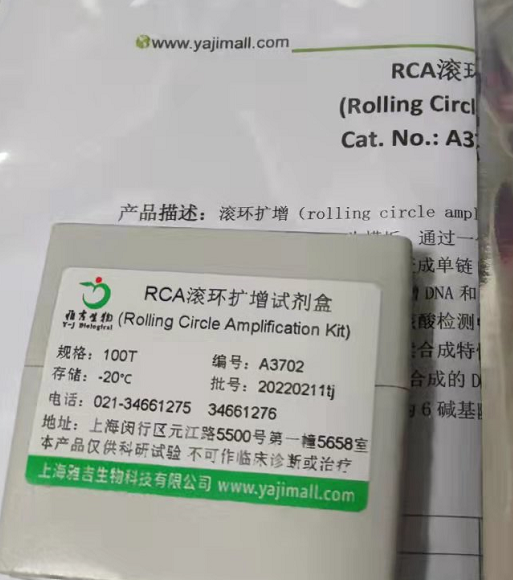 www.yajimall.com
RCA滚环
(Rolling Circl
Cat. No.: A3
产品描述：滚环扩增（rolling circle ampl
通过一
成单链
DNA和
酸检测
合成特
合成的D
6碱基
雅吉生物
Y-J Biological
RCA滚环扩增试剂盒
(Rolling Circle Amplification Kit)
规格：100T 编号：A3702
存储：-20℃ 批号：20220211tj
电话：021-34661275 34661276
地址：上海闵行区元江路5500号第一幢5658室
本产品仅供科研试验 不可作临床诊断或治疗
上海雅吉生物科技有限公司 www.yajimall.com